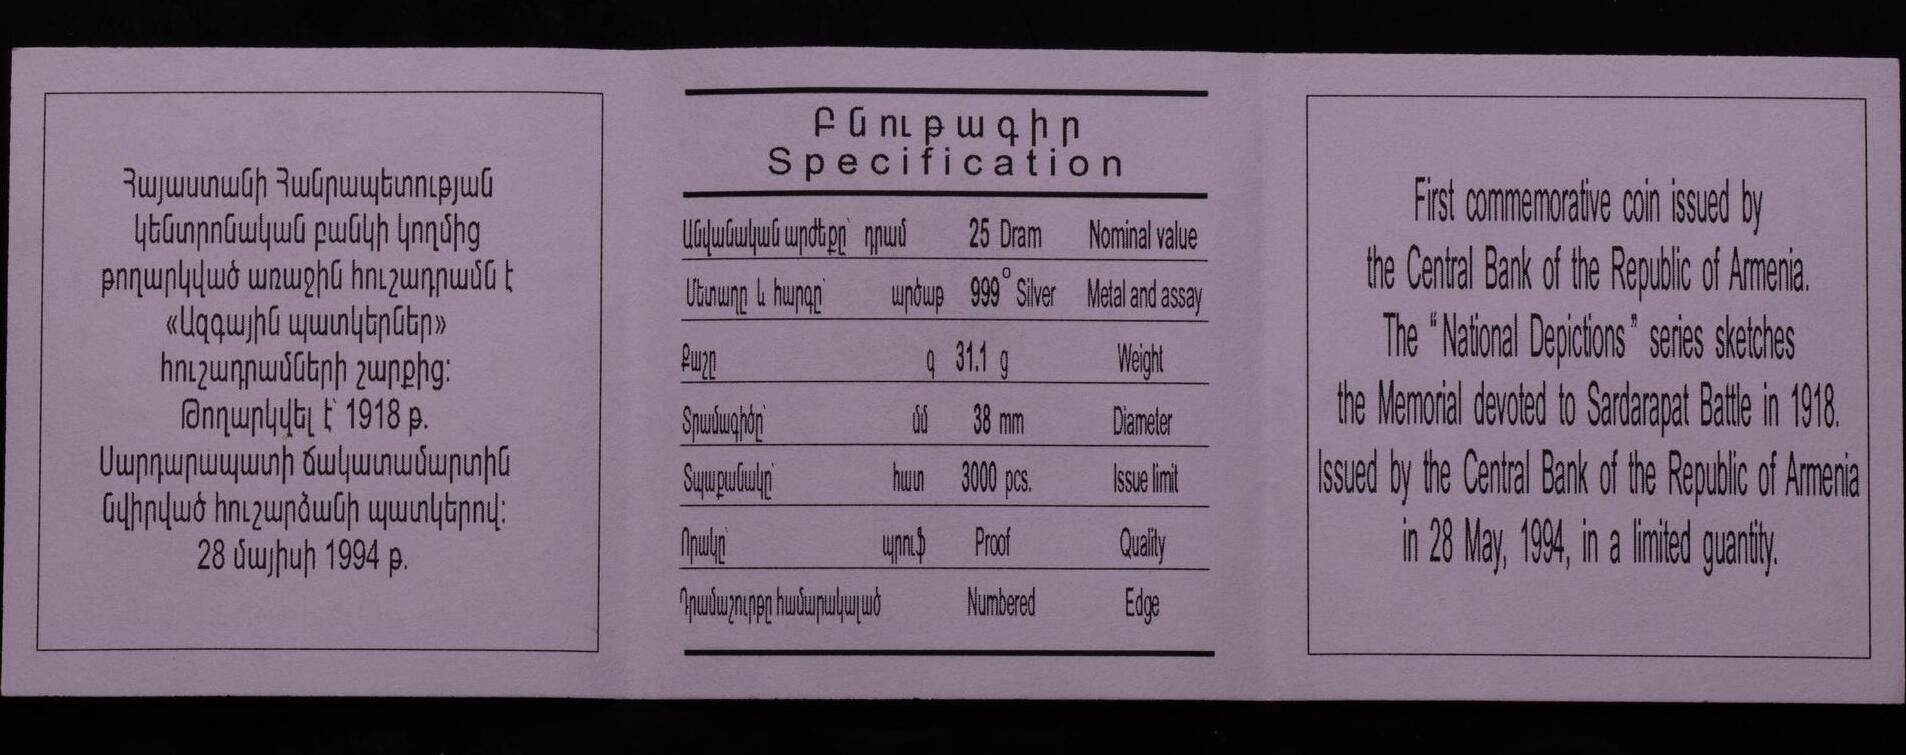 Հայաստանի Հանրապետության
կենտրոնական բանկի կողմից
թողարկված առաջին հուշադրամն է
«Ազգային պատկերներ»
հուշադրամների շարքից:
Թողարկվել է՝ 1918 թ.
Սարդարապատի ճակատամարտին
նվիրված հուշարձանի պատկերով:
28 մայիսի 1994 թ.
Բնութագիր
Specification
Անվանական արժեքը՝ դրամ 25 Dram Nominal value
Մետաղը և հարգը՝ արծաթ 999° Silver Metal and assay
Քաշը գ 31.1 g Weight
Տրամագիծը՝ մմ 38 mm Diameter
Տպաքանակը՝ հատ 3000 pcs. Issue limit
Որակը՝ պրուֆ Proof Quality
Դրամաշուրթը համարակալած Numbered Edge
First commemorative coin issued by
the Central Bank of the Republic of Armenia.
The “National Depictions” series sketches
the Memorial devoted to Sardarapat Battle in 1918.
Issued by the Central Bank of the Republic of Armenia
in 28 May, 1994, in a limited guantity.